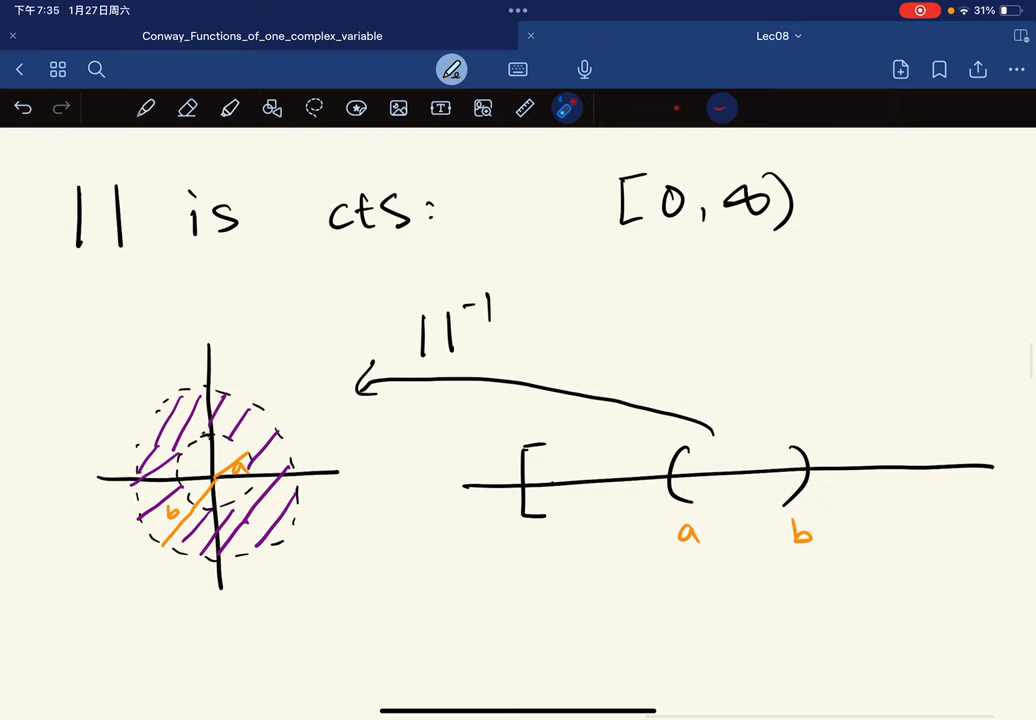 下午7:35 1月27日周六
31%
Conway_Functions_of_one_complex_variable
Lec08
|| is cts: [0, ∞)
||⁻¹
a
b
[ ( )
a b